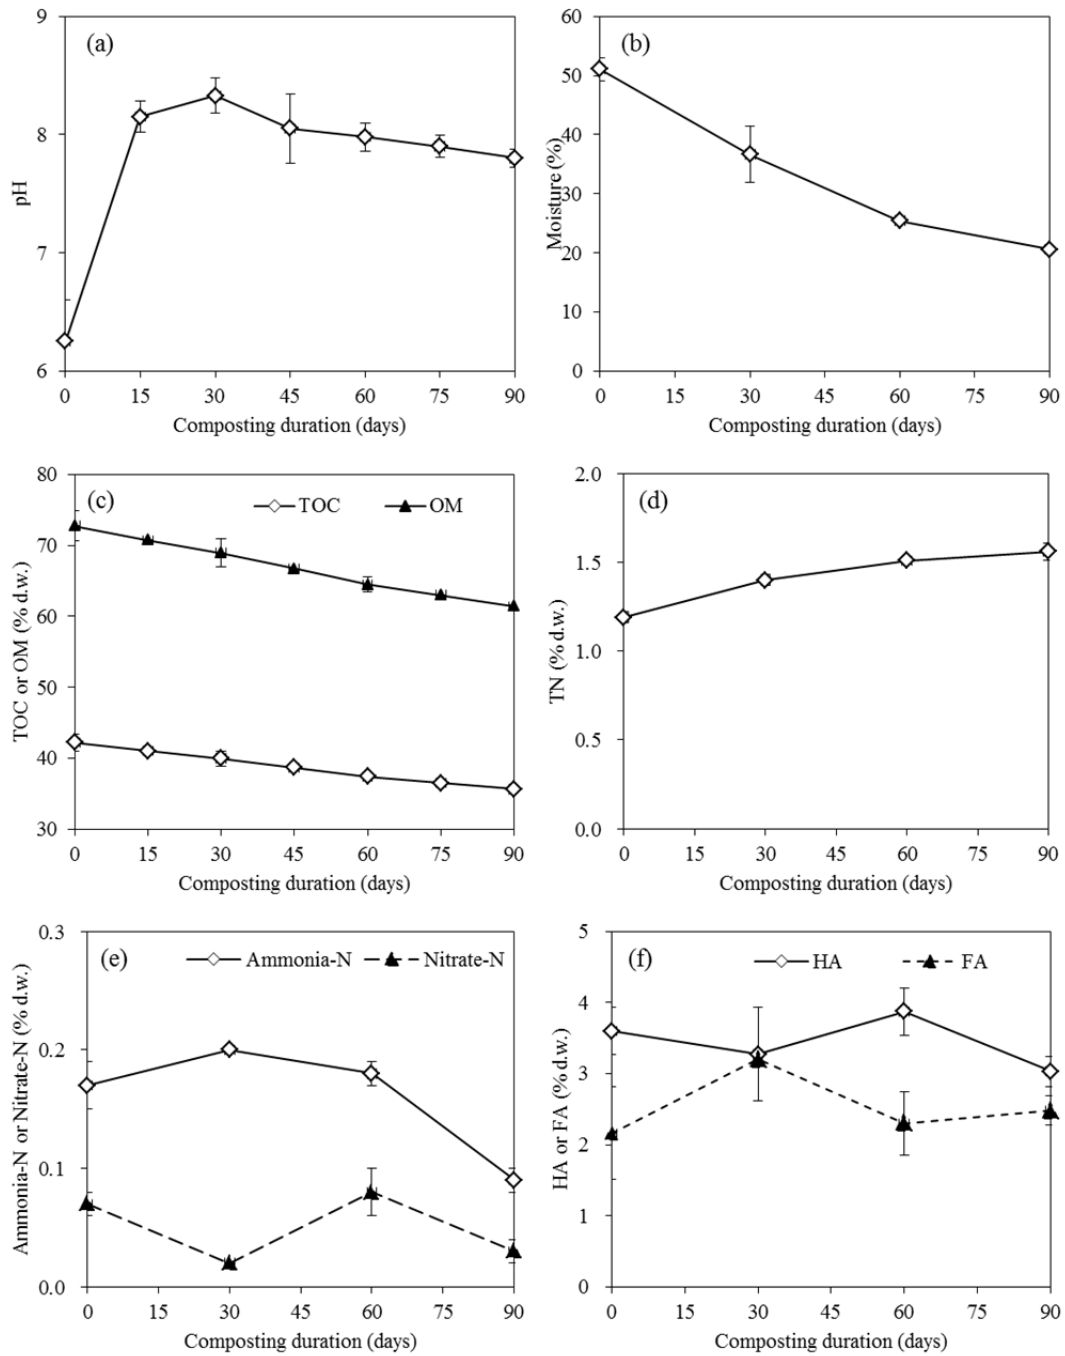 (a)
9
8
7
6
pH
0 15 30 45 60 75 90
Composting duration (days)
(b)
60
50
40
30
20
10
0
Moisture (%)
0 15 30 45 60 75 90
Composting duration (days)
(c)
TOC OM
80
70
60
50
40
30
TOC or OM (% d.w.)
0 15 30 45 60 75 90
Composting duration (days)
(d)
2.0
1.5
1.0
0.5
0.0
TN (% d.w.)
0 30 60 90
Composting duration (days)
(e)
Ammonia-N Nitrate-N
0.3
0.2
0.1
0.0
Ammonia-N or Nitrate-N (% d.w.)
0 15 30 45 60 75 90
Composting duration (days)
(f)
HA FA
5
4
3
2
1
0
HA or FA (% d.w.)
0 15 30 45 60 75 90
Composting duration (days)